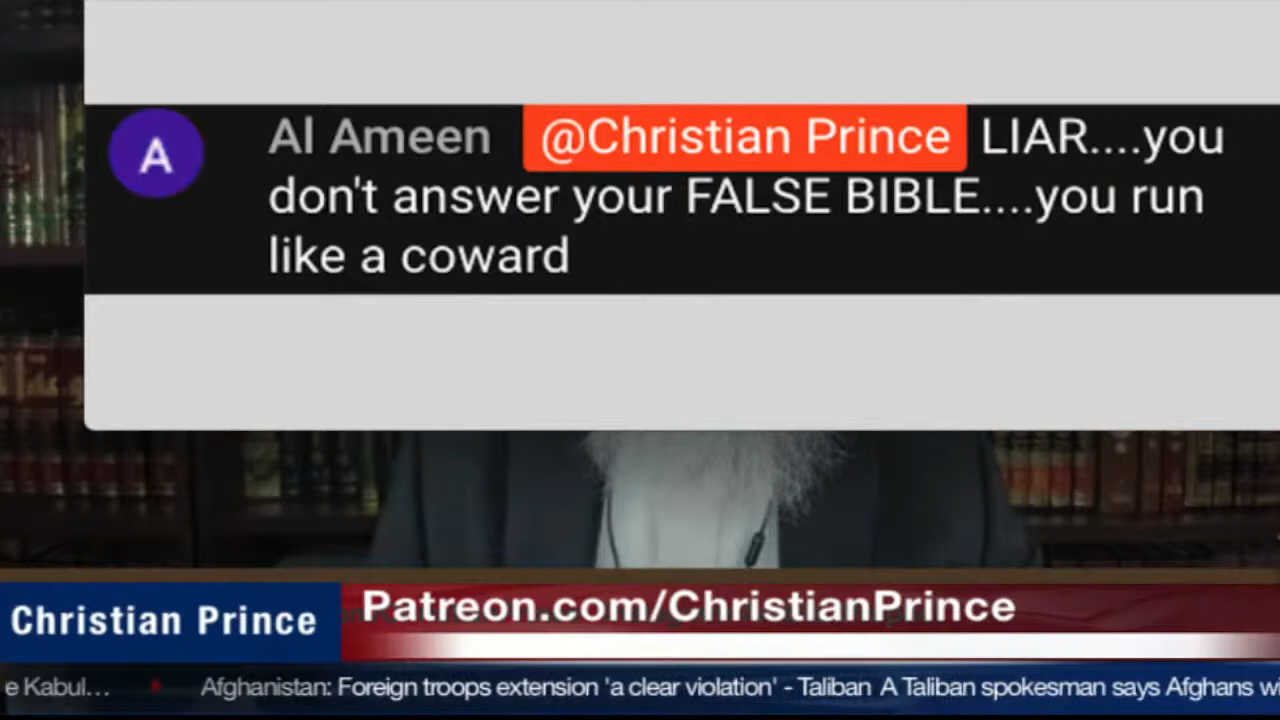 A
Al Ameen @Christian Prince LIAR....you
don't answer your FALSE BIBLE....you run
like a coward
Christian Prince
Patreon.com/ChristianPrince
e Kabul... Afghanistan: Foreign troops extension 'a clear violation' - Taliban A Taliban spokesman says Afghans wi